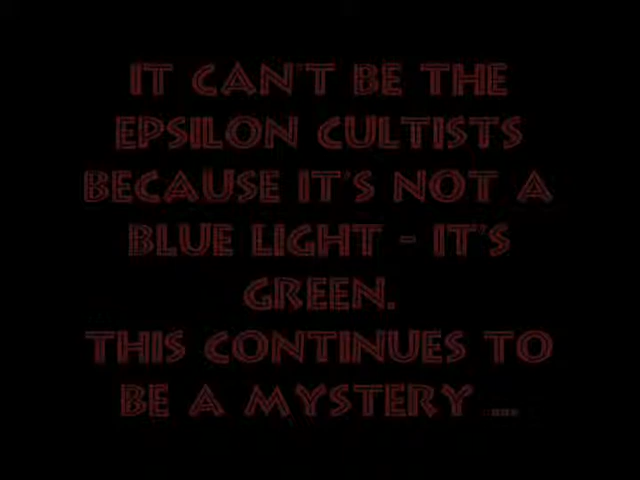 IT CAN'T BE THE
EPSILON CULTISTS
BECAUSE IT'S NOT A
BLUE LIGHT - IT'S
GREEN.
THIS CONTINUES TO
BE A MYSTERY ....